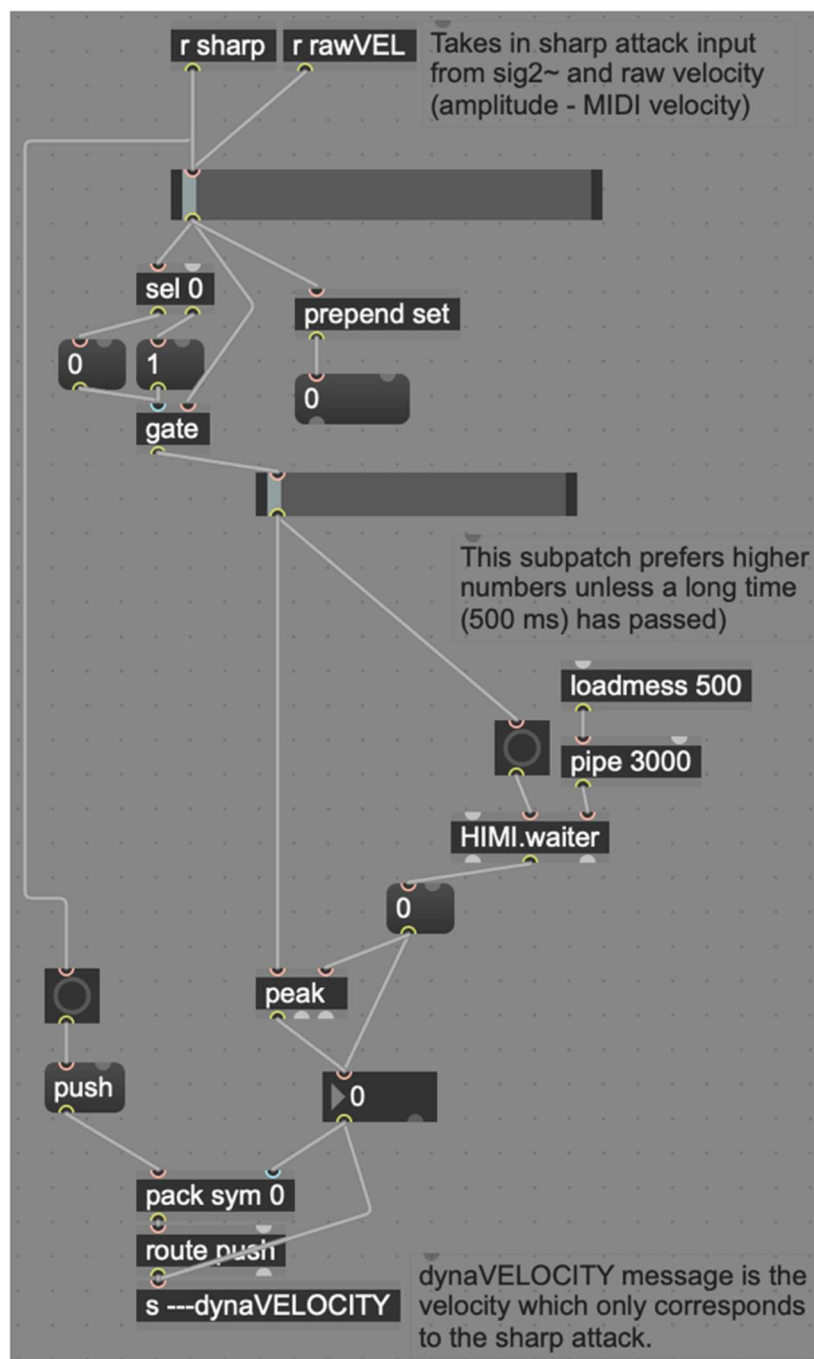 r sharp
r rawVEL
Takes in sharp attack input
from sig2~ and raw velocity
(amplitude - MIDI velocity)
sel 0
prepend set
0
1
0
gate
This subpatch prefers higher
numbers unless a long time
(500 ms) has passed)
loadmess 500
pipe 3000
HIMI.waiter
0
peak
push
0
pack sym 0
route push
s ---dynaVELOCITY
dynaVELOCITY message is the
velocity which only corresponds
to the sharp attack.